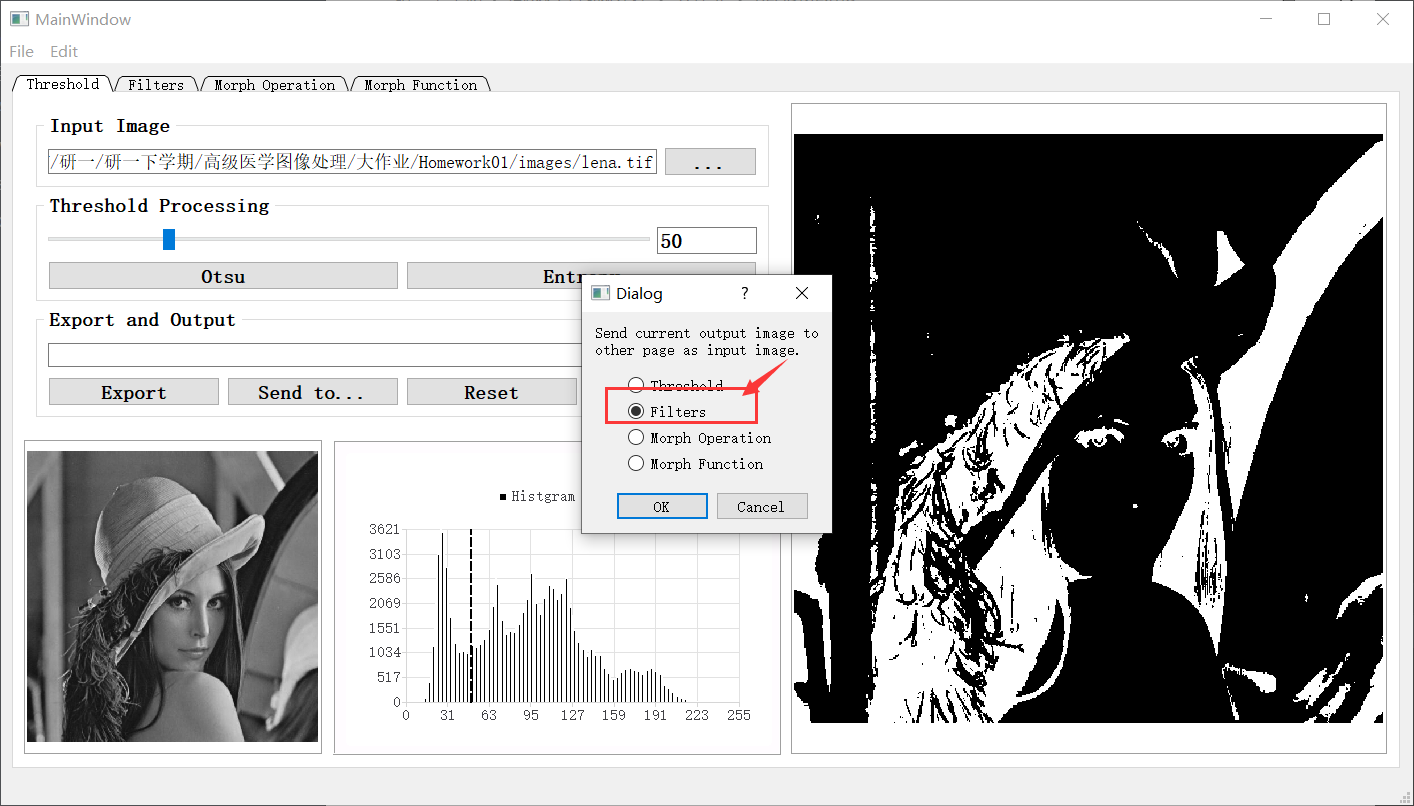 MainWindow
File Edit
Threshold Filters Morph Operation Morph Function
Input Image
/研一/研一下学期/高级医学图像处理/大作业/Homework01/images/lena.tif ...
Threshold Processing
50
Otsu Entropy
Export and Output
Export Send to... Reset
Histgram
3621
3103
2586
2069
1551
1034
517
0
0 31 63 95 127 159 191 223 255
Dialog ?
Send current output image to
other page as input image.
Threshold
Filters
Morph Operation
Morph Function
OK Cancel